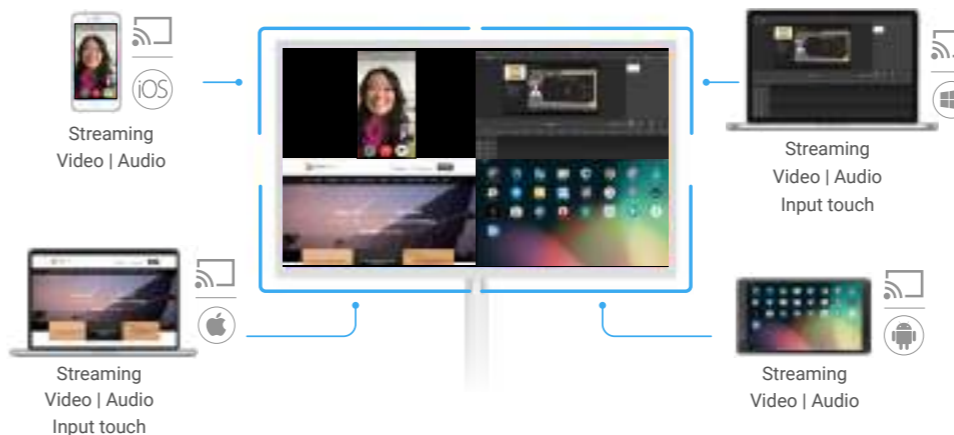 iOS
Streaming
Video | Audio
Streaming
Video | Audio
Input touch
Streaming
Video | Audio
Input touch
Streaming
Video | Audio